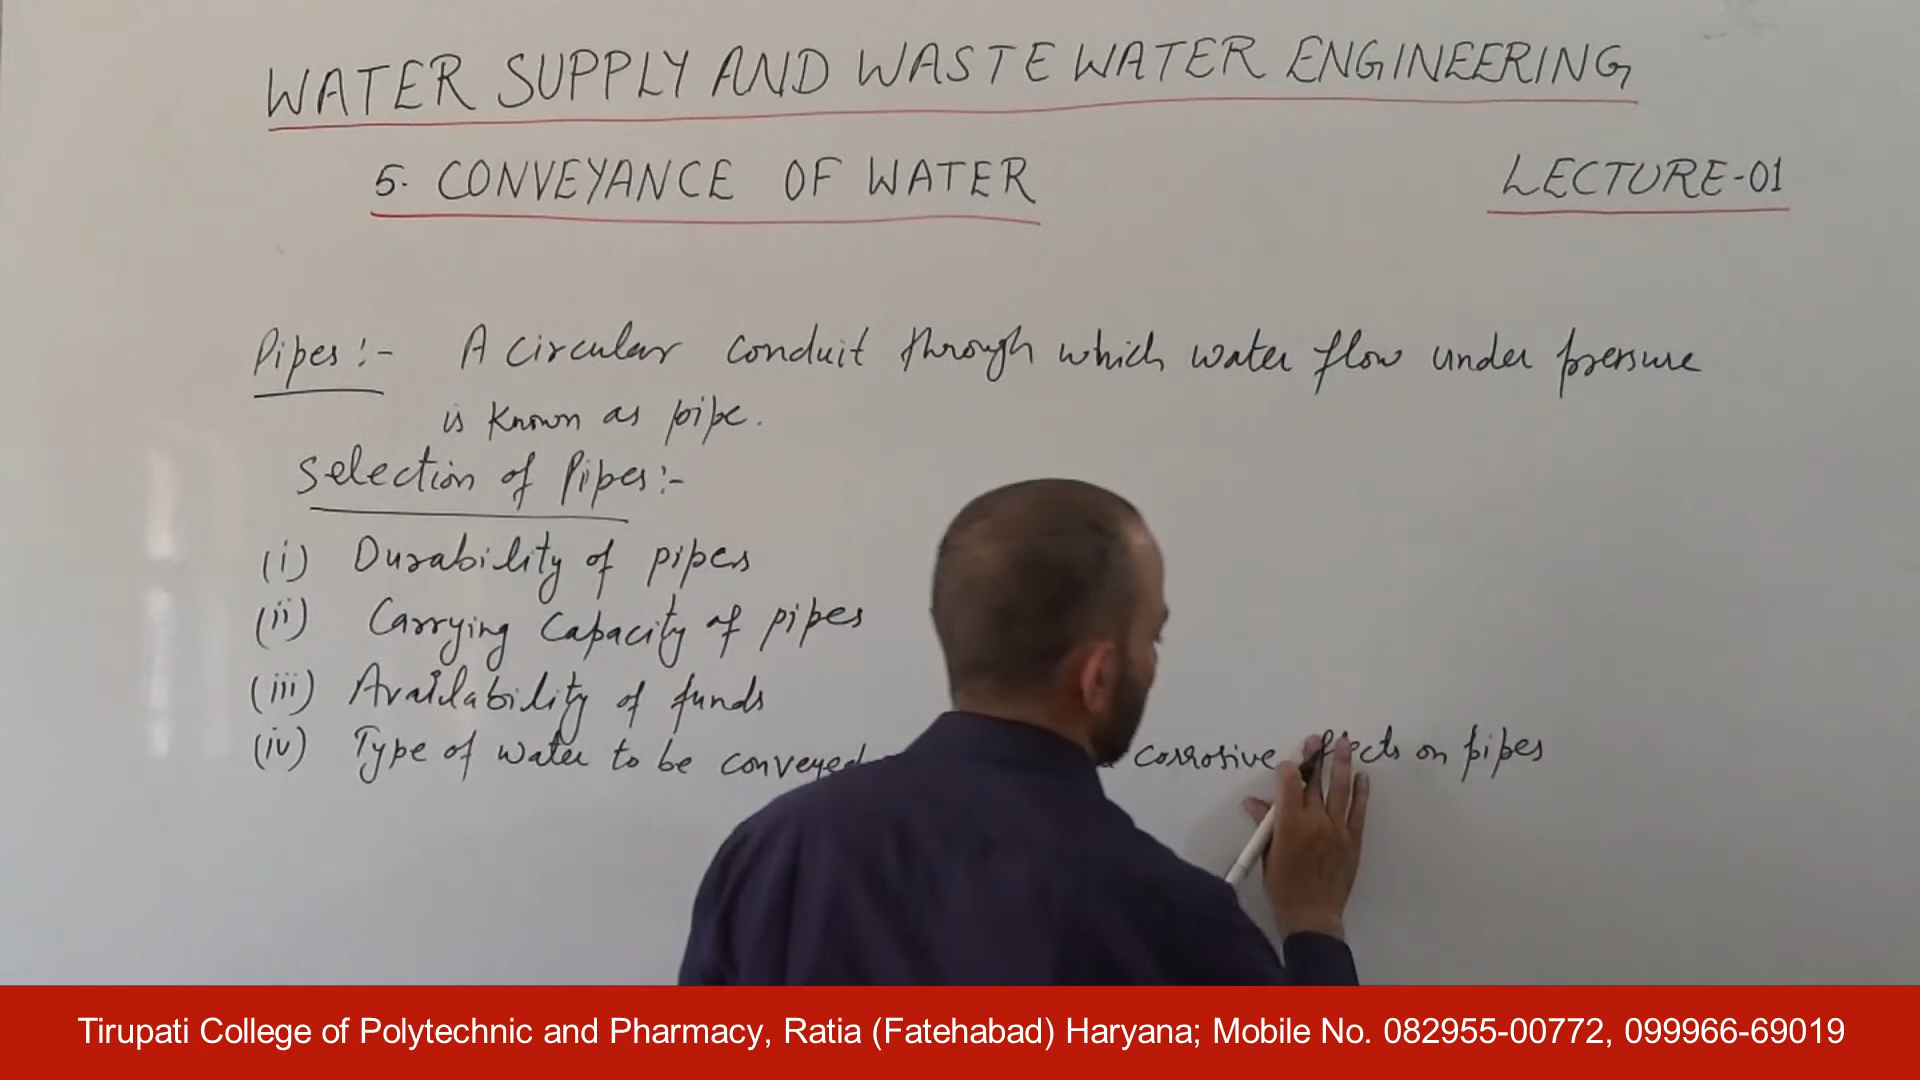 WATER SUPPLY AND WASTE WATER ENGINEERING
5. CONVEYANCE OF WATER
LECTURE-01
Pipes :- A circular conduit through which water flow under pressure
is known as pipe.
Selection of Pipes:-
(i) Durability of pipes
(ii) Carrying Capacity of pipes
(iii) Availability of funds
(iv) Type of water to be conveyed corrosive effects on pipes
Tirupati College of Polytechnic and Pharmacy, Ratia (Fatehabad) Haryana; Mobile No. 082955-00772, 099966-69019